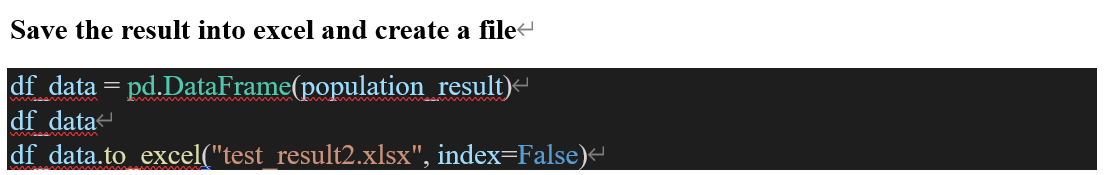 Save the result into excel and create a file
df_data = pd.DataFrame(population_result)
df_data
df_data.to_excel("test_result2.xlsx", index=False)